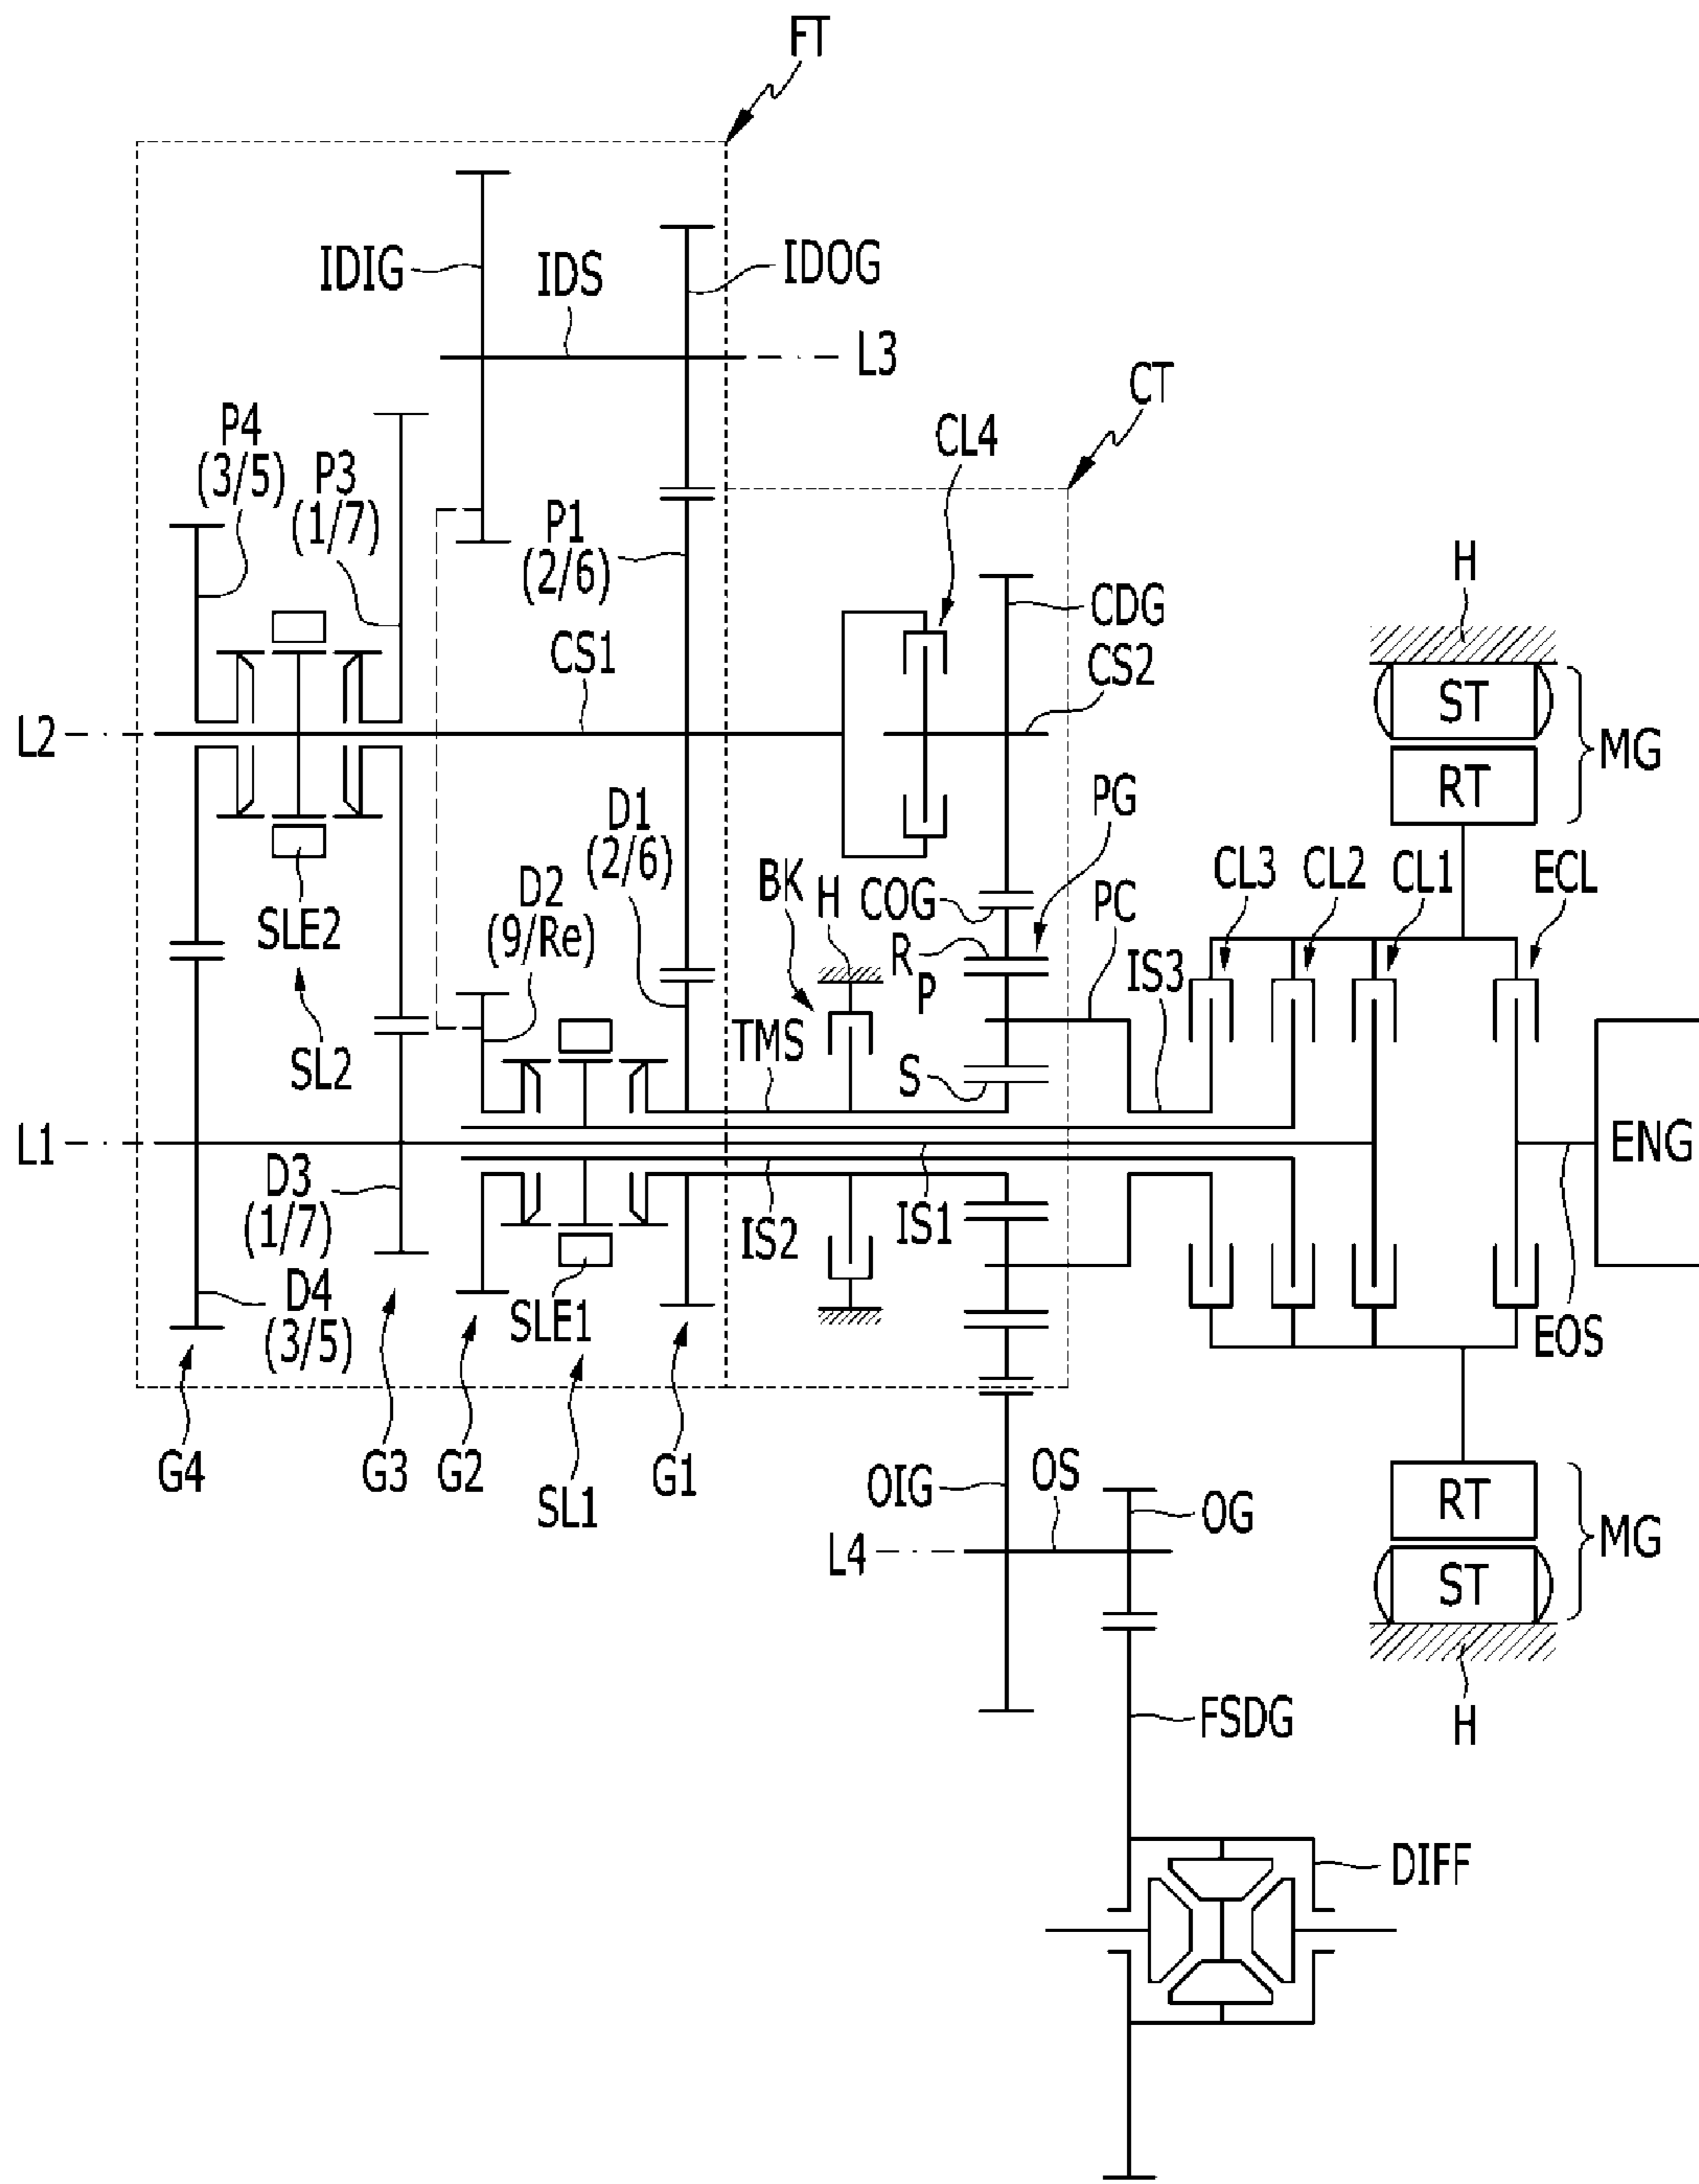 FT
IDIG
IDS
IDOG
L3
CT
P4
(3/5)
P3
(1/7)
P1
(2/6)
CL4
H
CDG
CS1
CS2
ST
MG
RT
L2
PG
D1
(2/6)
BK
H
COG
PC
CL3
CL2
CL1
ECL
D2
(9/Re)
SLE2
R
P
IS3
SL2
TMS
S
L1
ENG
D3
(1/7)
IS2
IS1
D4
(3/5)
SLE1
EOS
G4
G3
G2
SL1
G1
OIG
OS
OG
RT
MG
L4
ST
FSDG
H
DIFF